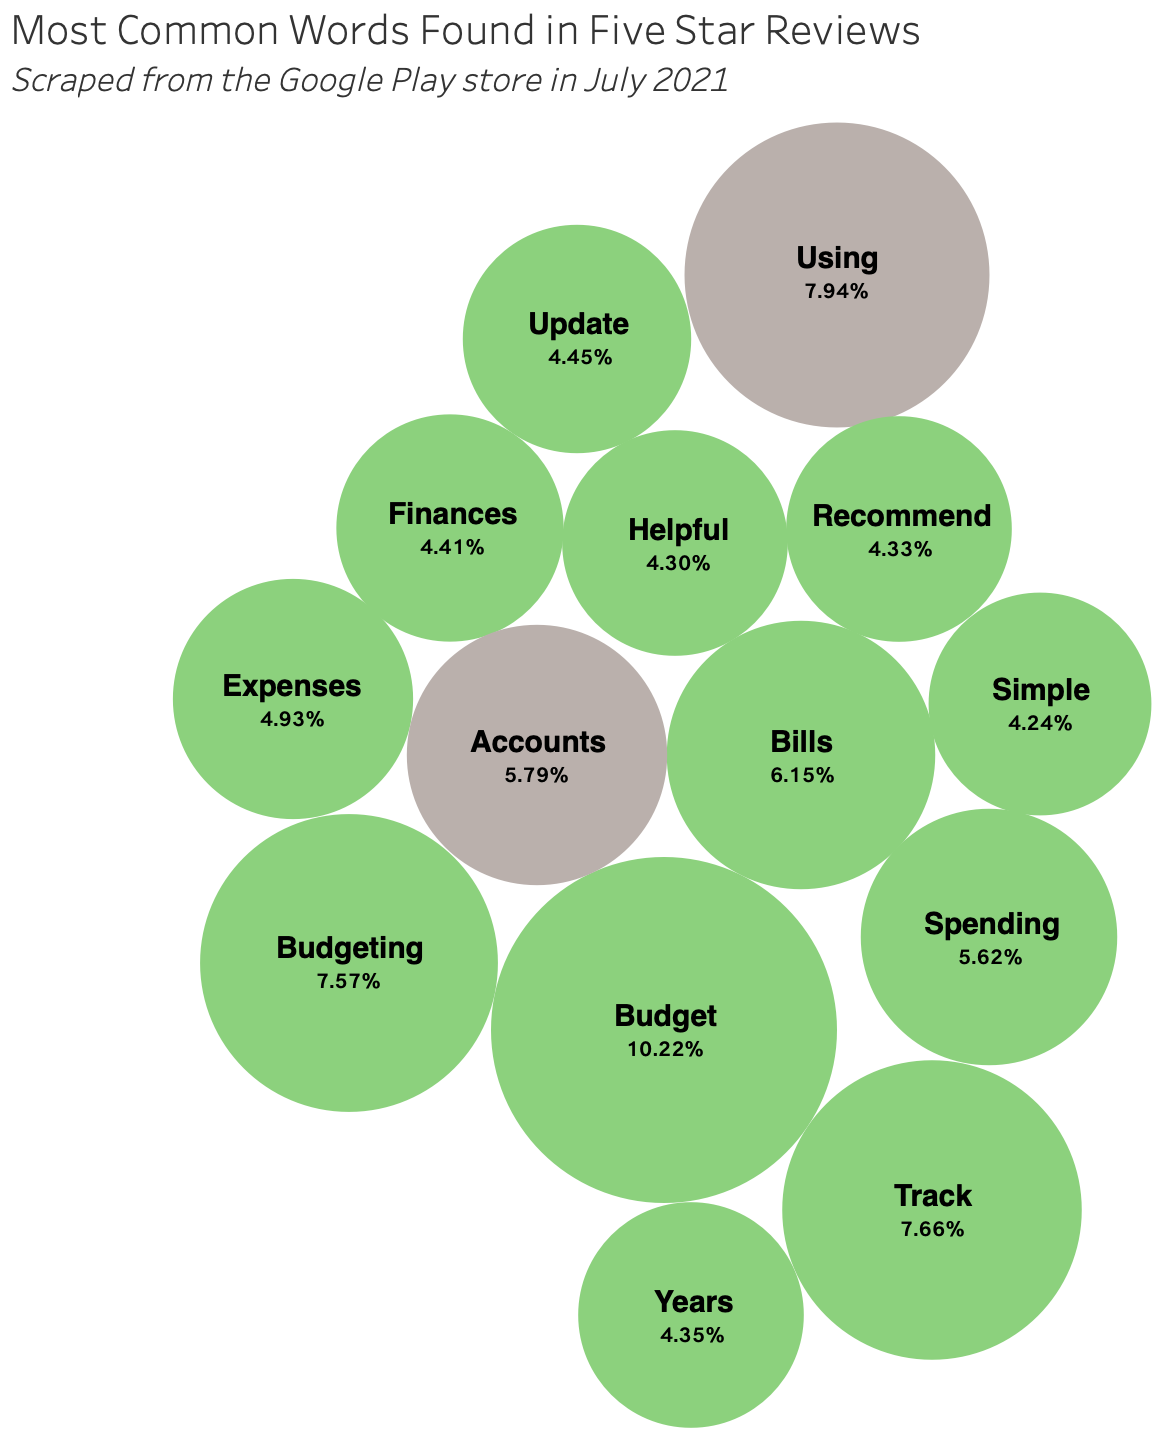 Most Common Words Found in Five Star Reviews
Scraped from the Google Play store in July 2021
Using
7.94%
Update
4.45%
Finances
4.41%
Helpful
4.30%
Recommend
4.33%
Expenses
4.93%
Accounts
5.79%
Bills
6.15%
Simple
4.24%
Budgeting
7.57%
Budget
10.22%
Spending
5.62%
Track
7.66%
Years
4.35%